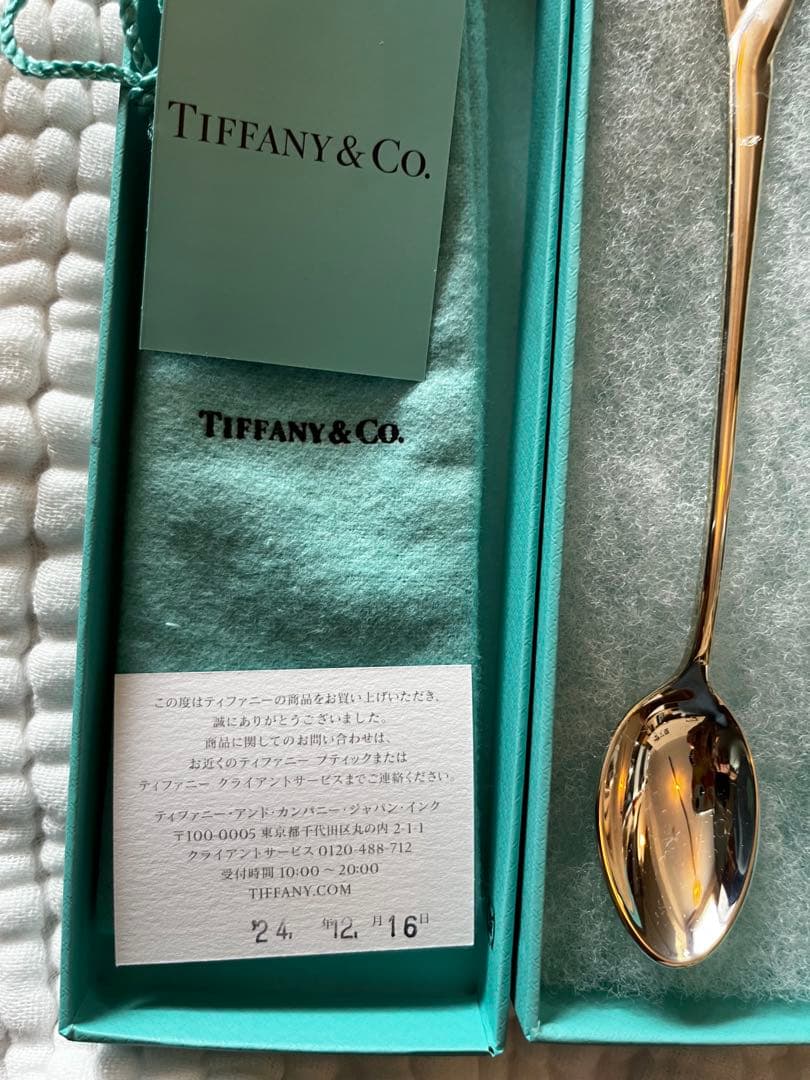 TIFFANY & CO.
TIFFANY & CO.
この度はティファニーの商品をお買い上げいただき、
誠にありがとうございました。
商品に関してのお問い合わせは、
お近くのティファニー ブティックまたは
ティファニー クライアントサービスまでご連絡ください。
ティファニー・アンド・カンパニー・ジャパン・インク
〒100-0005 東京都千代田区丸の内 2-1-1
クライアントサービス 0120-488-712
受付時間 10:00 ~ 20:00
TIFFANY.COM
'24. 年12. 月16日